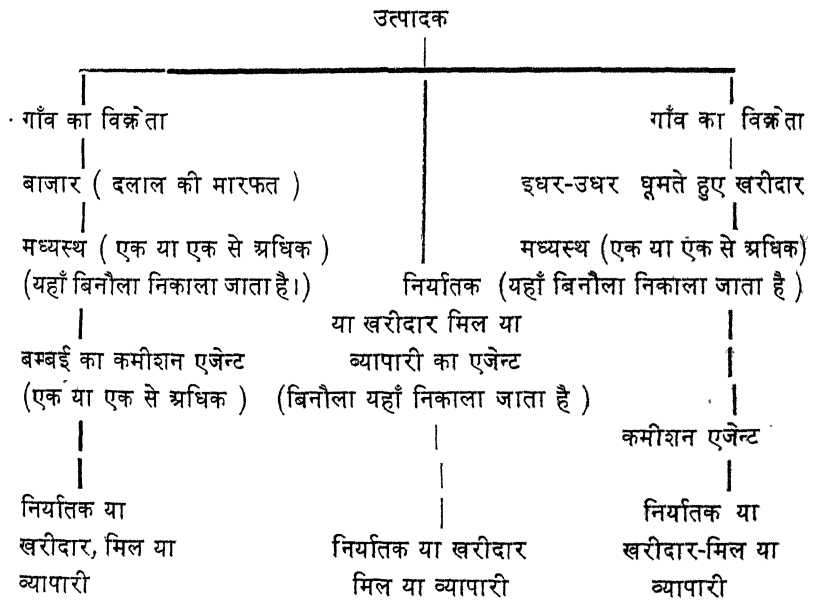 उत्पादक
गाँव का विक्रेता
बाजार ( दलाल की मारफत )
मध्यस्थ ( एक या एक से अधिक )
(यहाँ बिनौला निकाला जाता है।)
बम्बई का कमीशन एजेन्ट
(एक या एक से अधिक )
निर्यातक या
खरीदार, मिल या
व्यापारी
निर्यातक
या खरीदार मिल या
व्यापारी का एजेन्ट
(बिनौला यहाँ निकाला जाता है )
निर्यातक या खरीदार
मिल या व्यापारी
गाँव का विक्रेता
इधर-उधर घूमते हुए खरीदार
मध्यस्थ (एक या एक से अधिक)
(यहाँ बिनौला निकाला जाता है )
कमीशन एजेन्ट
निर्यातक या
खरीदार-मिल या
व्यापारी